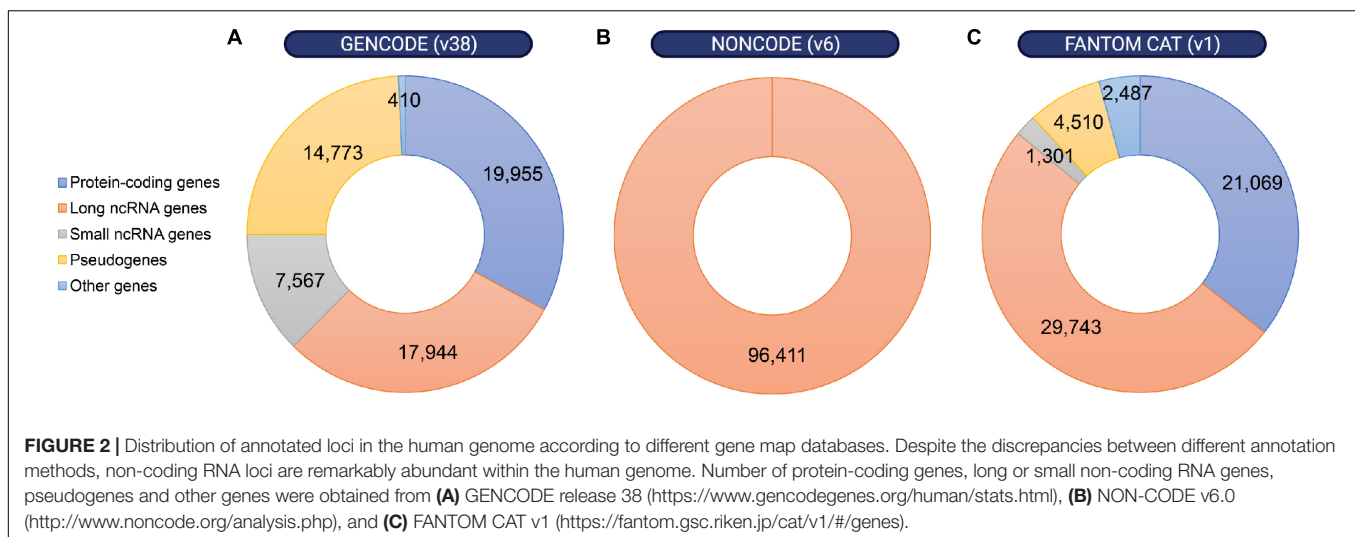 A
GENCODE (v38)
B
NONCODE (v6)
C
FANTOM CAT (v1)
Protein-coding genes
Long ncRNA genes
Small ncRNA genes
Pseudogenes
Other genes
410
19,955
14,773
7,567
17,944
96,411
2,487
4,510
1,301
21,069
29,743
FIGURE 2 | Distribution of annotated loci in the human genome according to different gene map databases. Despite the discrepancies between different annotation
methods, non-coding RNA loci are remarkably abundant within the human genome. Number of protein-coding genes, long or small non-coding RNA genes,
pseudogenes and other genes were obtained from (A) GENCODE release 38 (https://www.gencodegenes.org/human/stats.html), (B) NON-CODE v6.0
(http://www.noncode.org/analysis.php), and (C) FANTOM CAT v1 (https://fantom.gsc.riken.jp/cat/v1/#/genes).